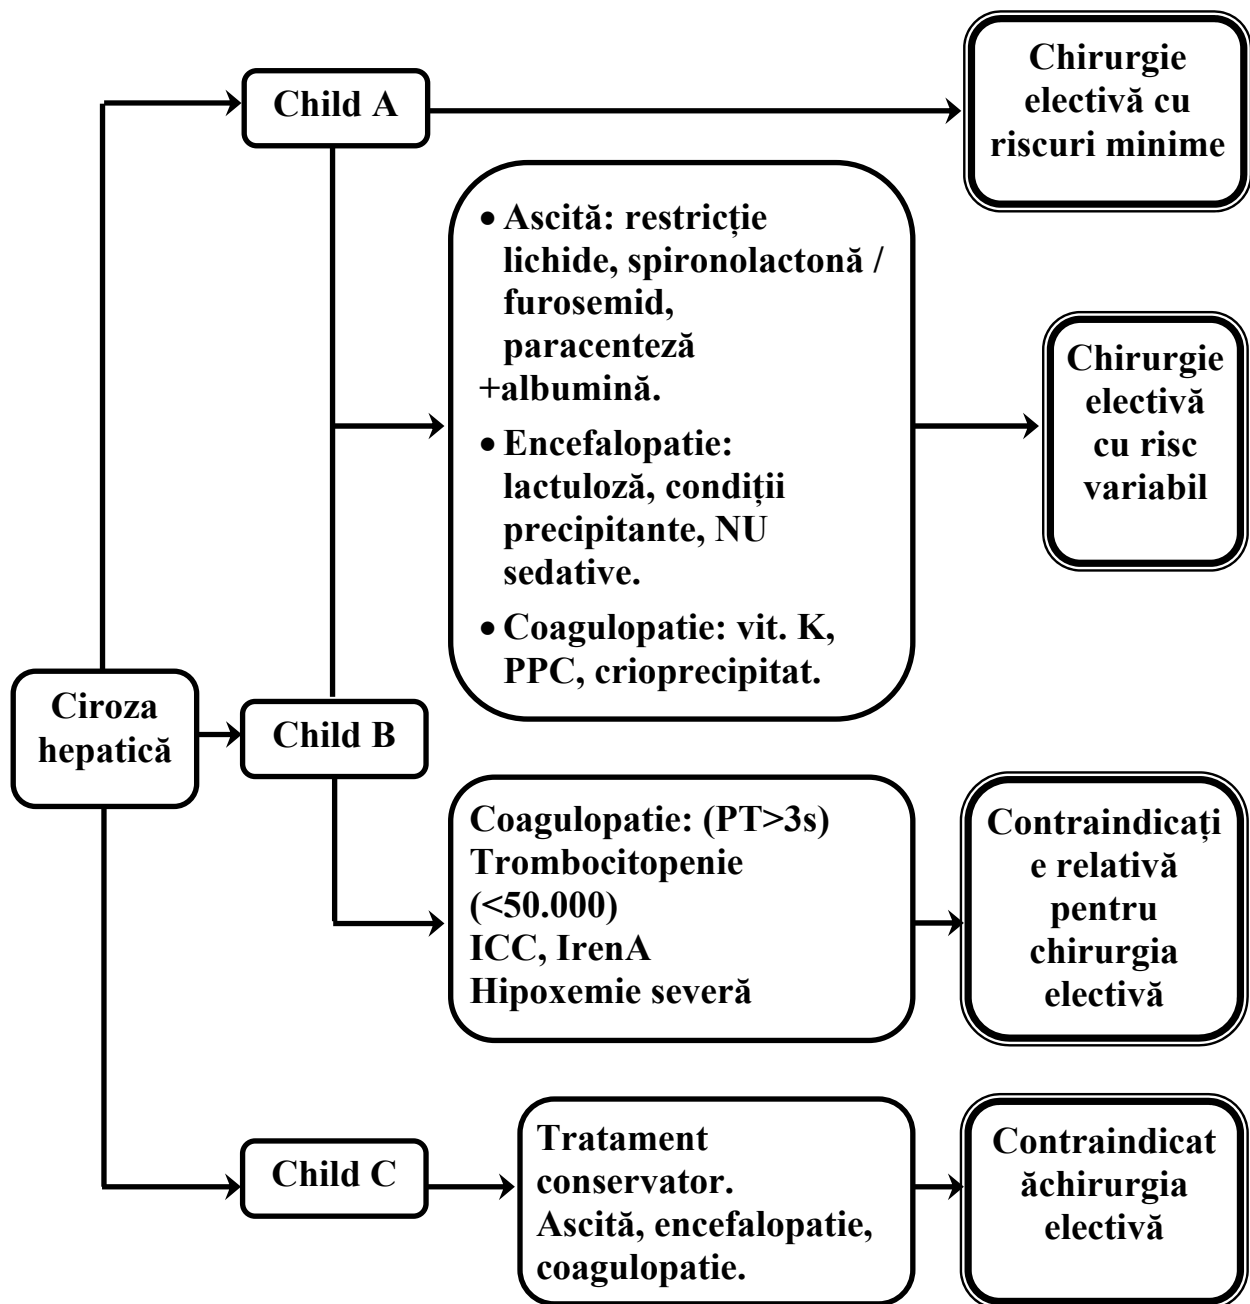 Child A
Chirurgie
electivă cu
riscuri minime
• Ascită: restricție
lichide, spironolactonă /
furosemid,
paracenteză
+albumină.
• Encefalopatie:
lactuloză, condiții
precipitante, NU
sedative.
• Coagulopatie: vit. K,
PPC, crioprecipitat.
Chirurgie
electivă
cu risc
variabil
Ciroza
hepatică
Child B
Coagulopatie: (PT>3s)
Trombocitopenie
(<50.000)
ICC, IrenA
Hipoxemie severă
Contraindicați
e relativă
pentru
chirurgia
electivă
Child C
Tratament
conservator.
Ascită, encefalopatie,
coagulopatie.
Contraindicat
ăchirurgia
electivă